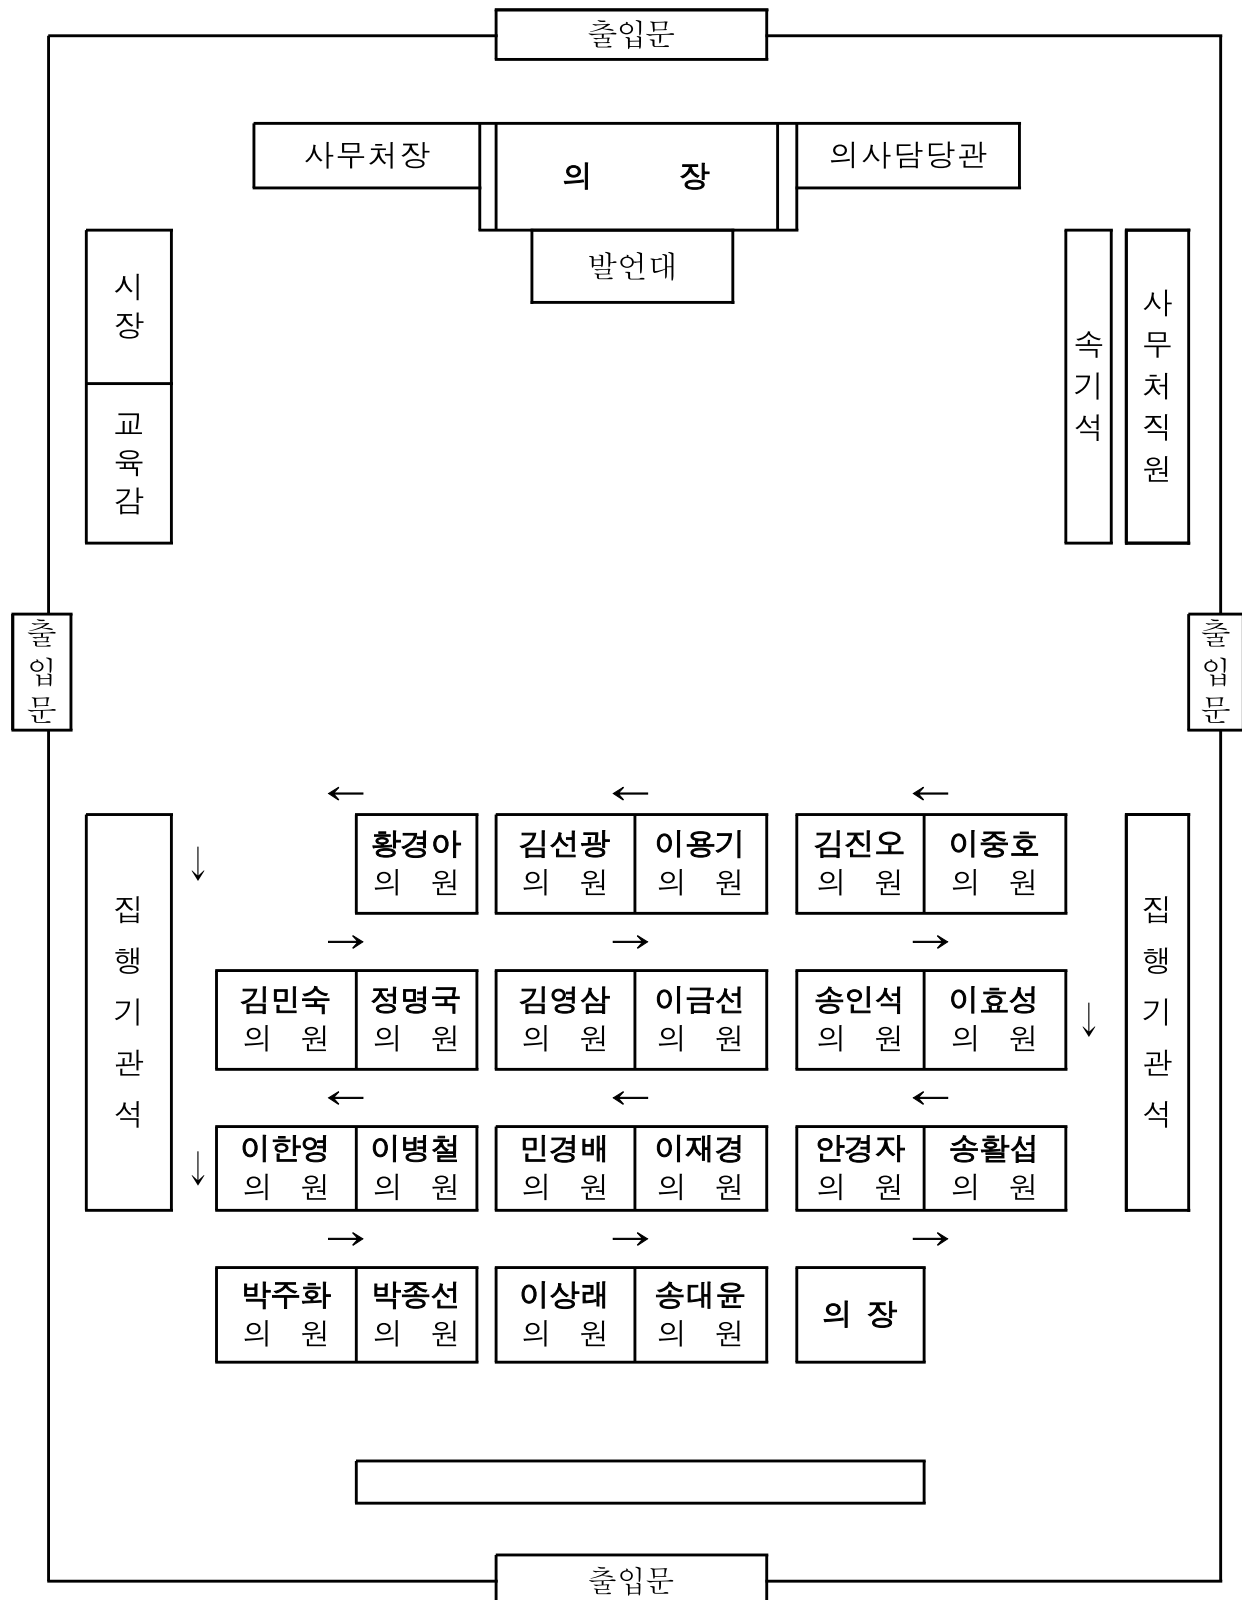 출입문
사무처장
의 장
의사담당관
발언대
시장
교육감
속기석
사무처직원
출입문
출입문
← ← ←
집행기관석
↓
황경아 의 원
김선광 의 원
이용기 의 원
김진오 의 원
이중호 의 원
집행기관석
→ → →
김민숙 의 원
정명국 의 원
김영삼 의 원
이금선 의 원
송인석 의 원
이효성 의 원
↓
← ← ←
↓
이한영 의 원
이병철 의 원
민경배 의 원
이재경 의 원
안경자 의 원
송활섭 의 원
→ → →
박주화 의 원
박종선 의 원
이상래 의 원
송대윤 의 원
의 장
출입문